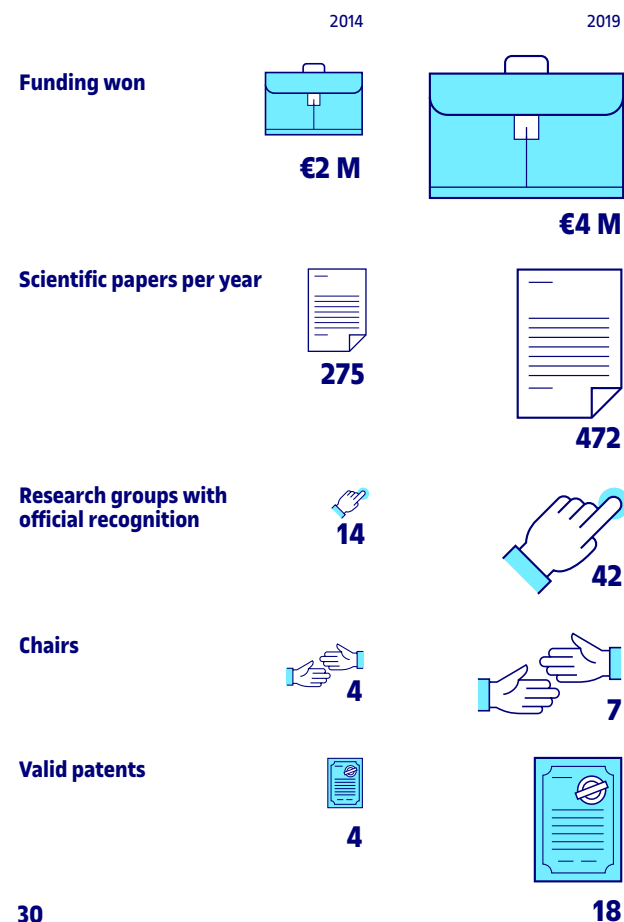 2014 2019
Funding won
€2 M
€4 M
Scientific papers per year
275
472
Research groups with
official recognition
14
42
Chairs
4
7
Valid patents
4
18
30